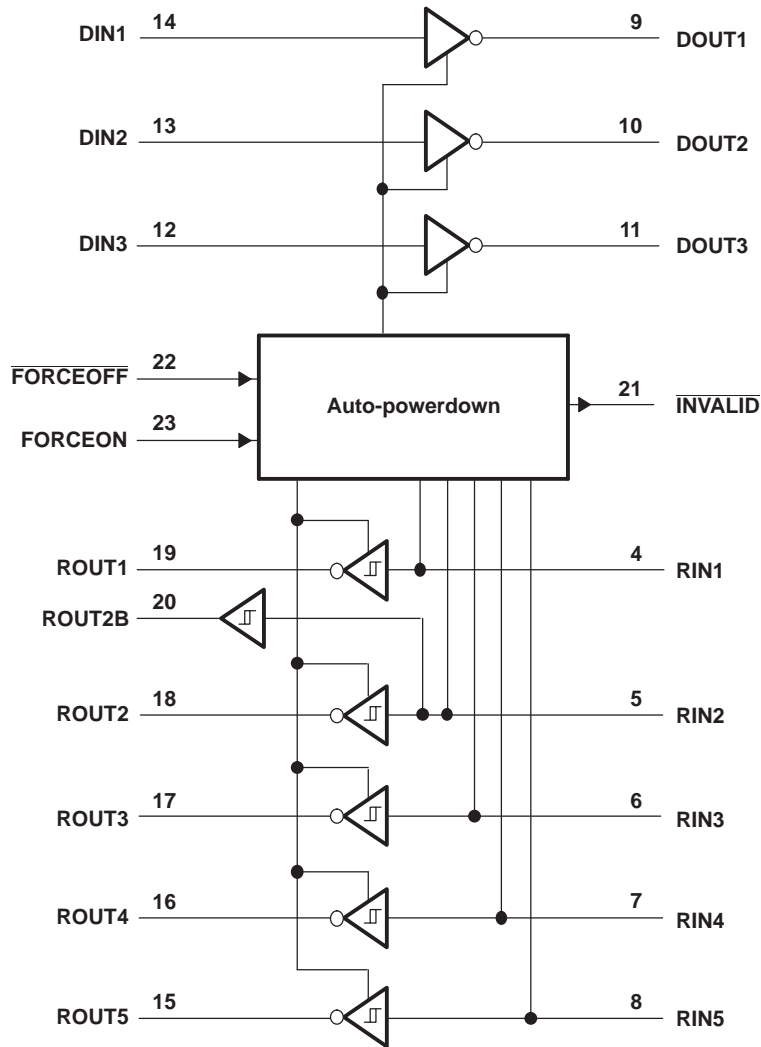 DIN1 14 9 DOUT1
DIN2 13 10 DOUT2
DIN3 12 11 DOUT3
FORCEOFF 22
Auto-powerdown
21 INVALID
FORCEON 23
ROUT1 19 4 RIN1
ROUT2B 20
ROUT2 18 5 RIN2
ROUT3 17 6 RIN3
ROUT4 16 7 RIN4
ROUT5 15 8 RIN5